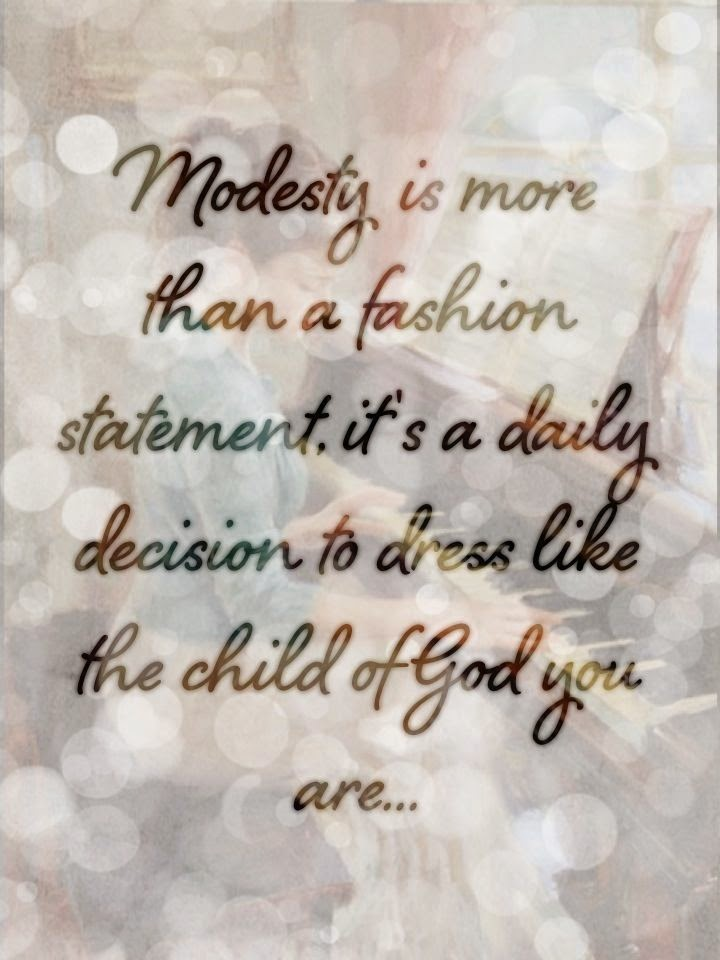 Modesty is more
than a fashion
statement, it's a daily
decision to dress like
the child of God you
are...